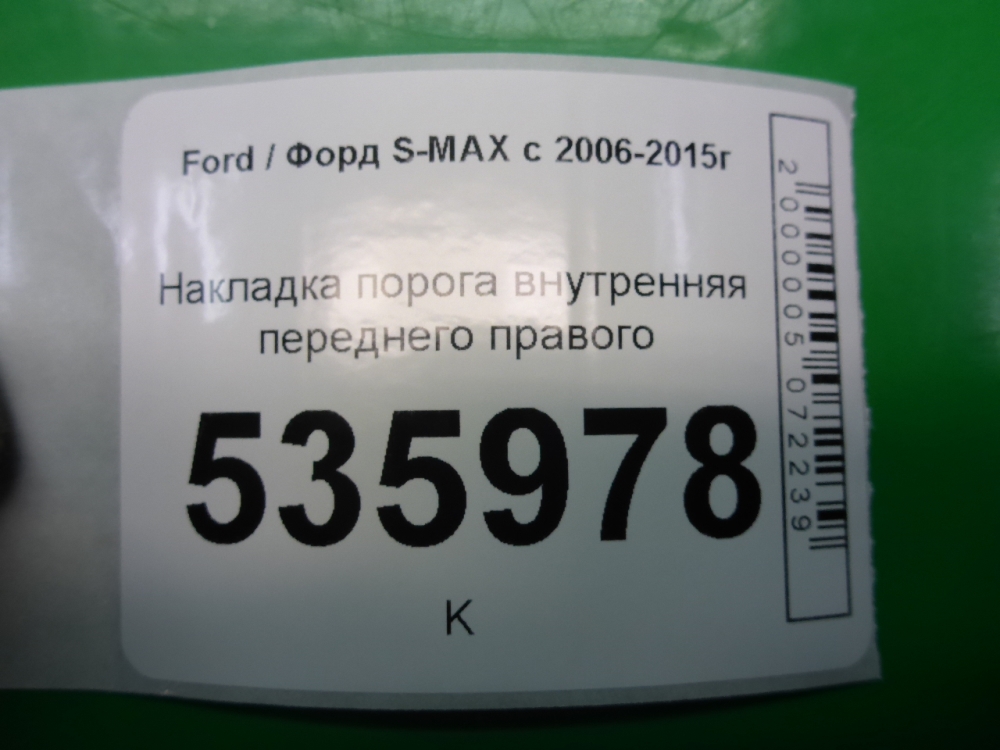 Ford / Форд S-MAX с 2006-2015г
Накладка порога внутренняя
переднего правого
535978
К
2000005072239